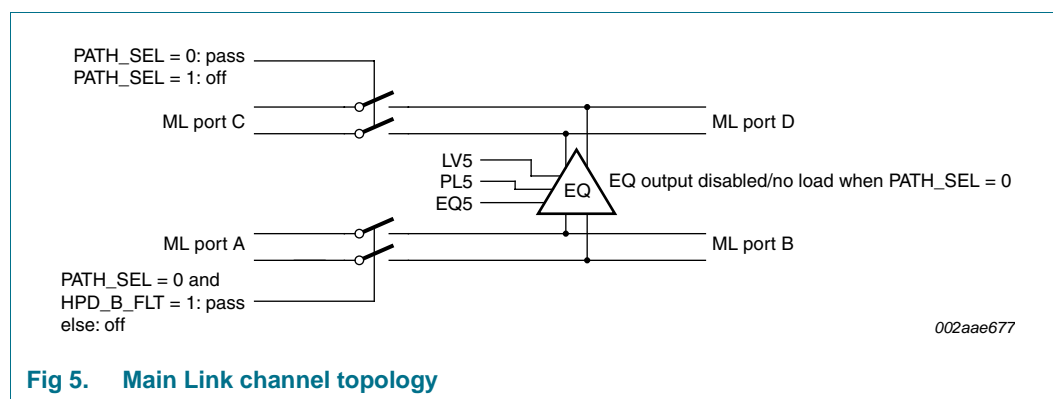 PATH_SEL = 0: pass
PATH_SEL = 1: off
ML port C
ML port D
LV5
PL5
EQ5
EQ
EQ output disabled/no load when PATH_SEL = 0
ML port A
ML port B
PATH_SEL = 0 and
HPD_B_FLT = 1: pass
else: off
002aae677
Fig 5. Main Link channel topology